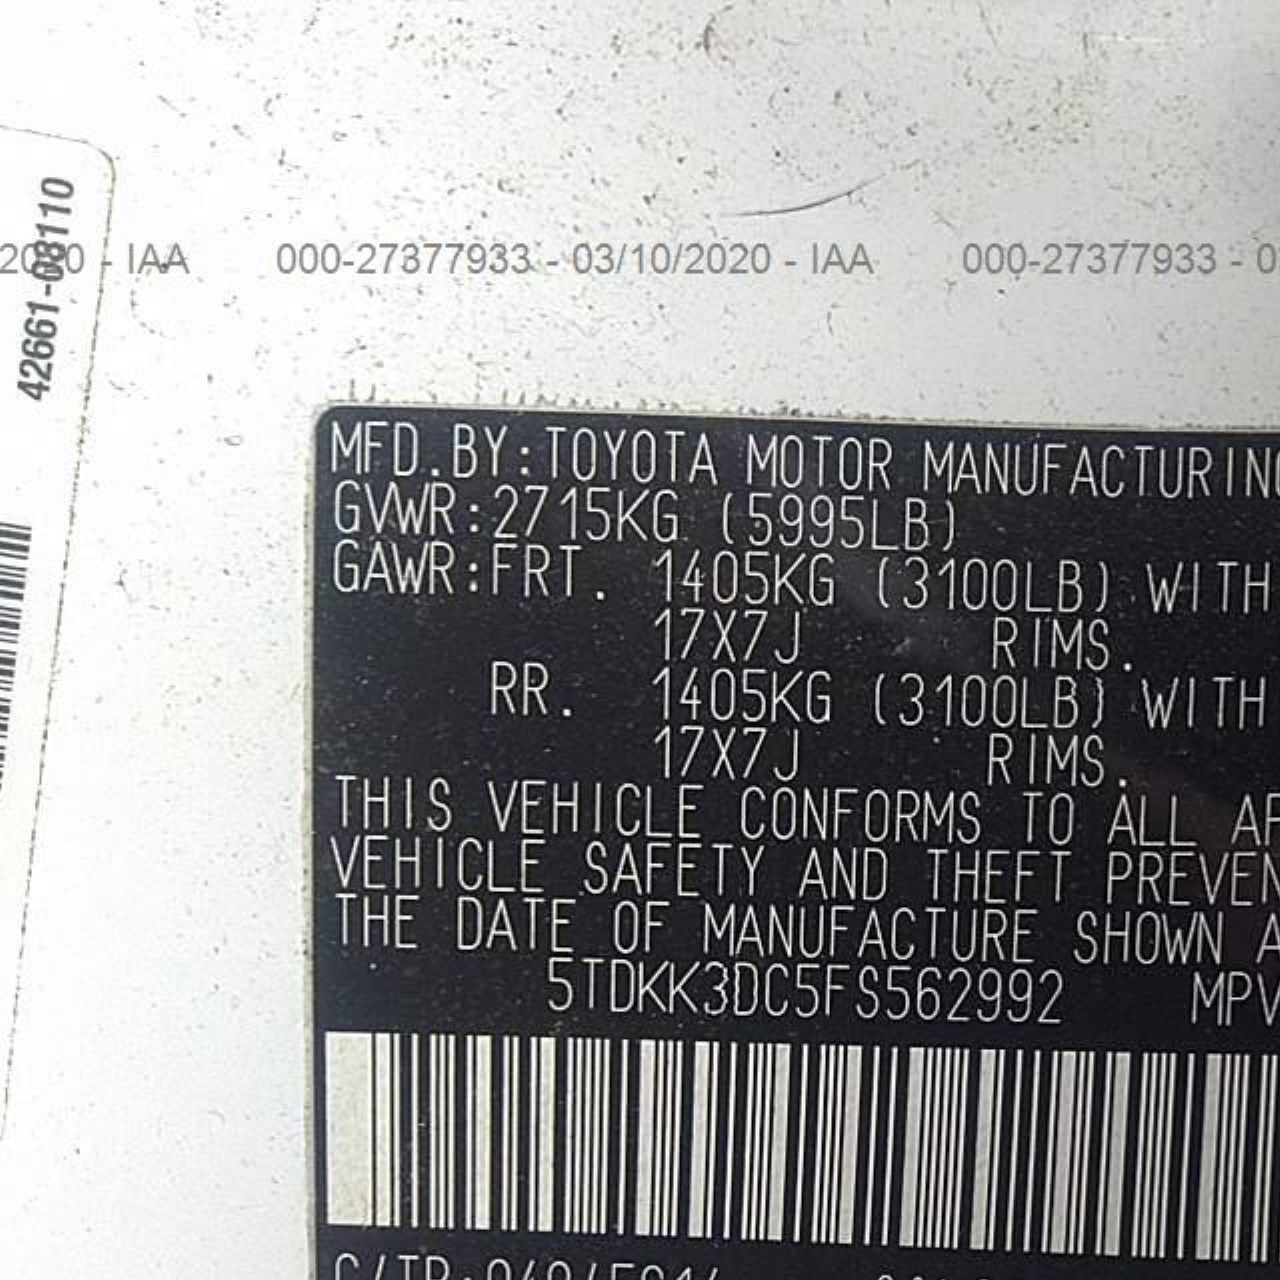 42661-08110
2020 - IAA 000-27377933 - 03/10/2020 - IAA 000-27377933 - 0
MFD.BY:TOYOTA MOTOR MANUFACTURING
GVWR:2715KG (5995LB)
GAWR:FRT. 1405KG (3100LB) WITH
17X7J RIMS.
RR. 1405KG (3100LB) WITH
17X7J RIMS.
THIS VEHICLE CONFORMS TO ALL AP
VEHICLE SAFETY AND THEFT PREVEN
THE DATE OF MANUFACTURE SHOWN A
5TDKK3DC5FS562992 MPV